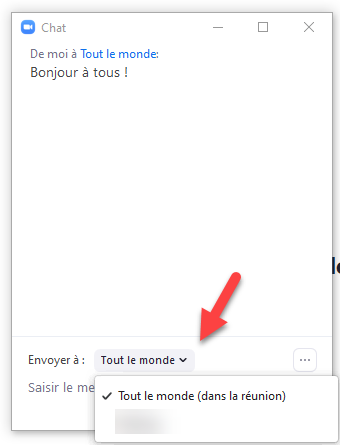 Chat
De moi à Tout le monde:
Bonjour à tous !
Envoyer à : Tout le monde
Saisir le me
Tout le monde (dans la réunion)